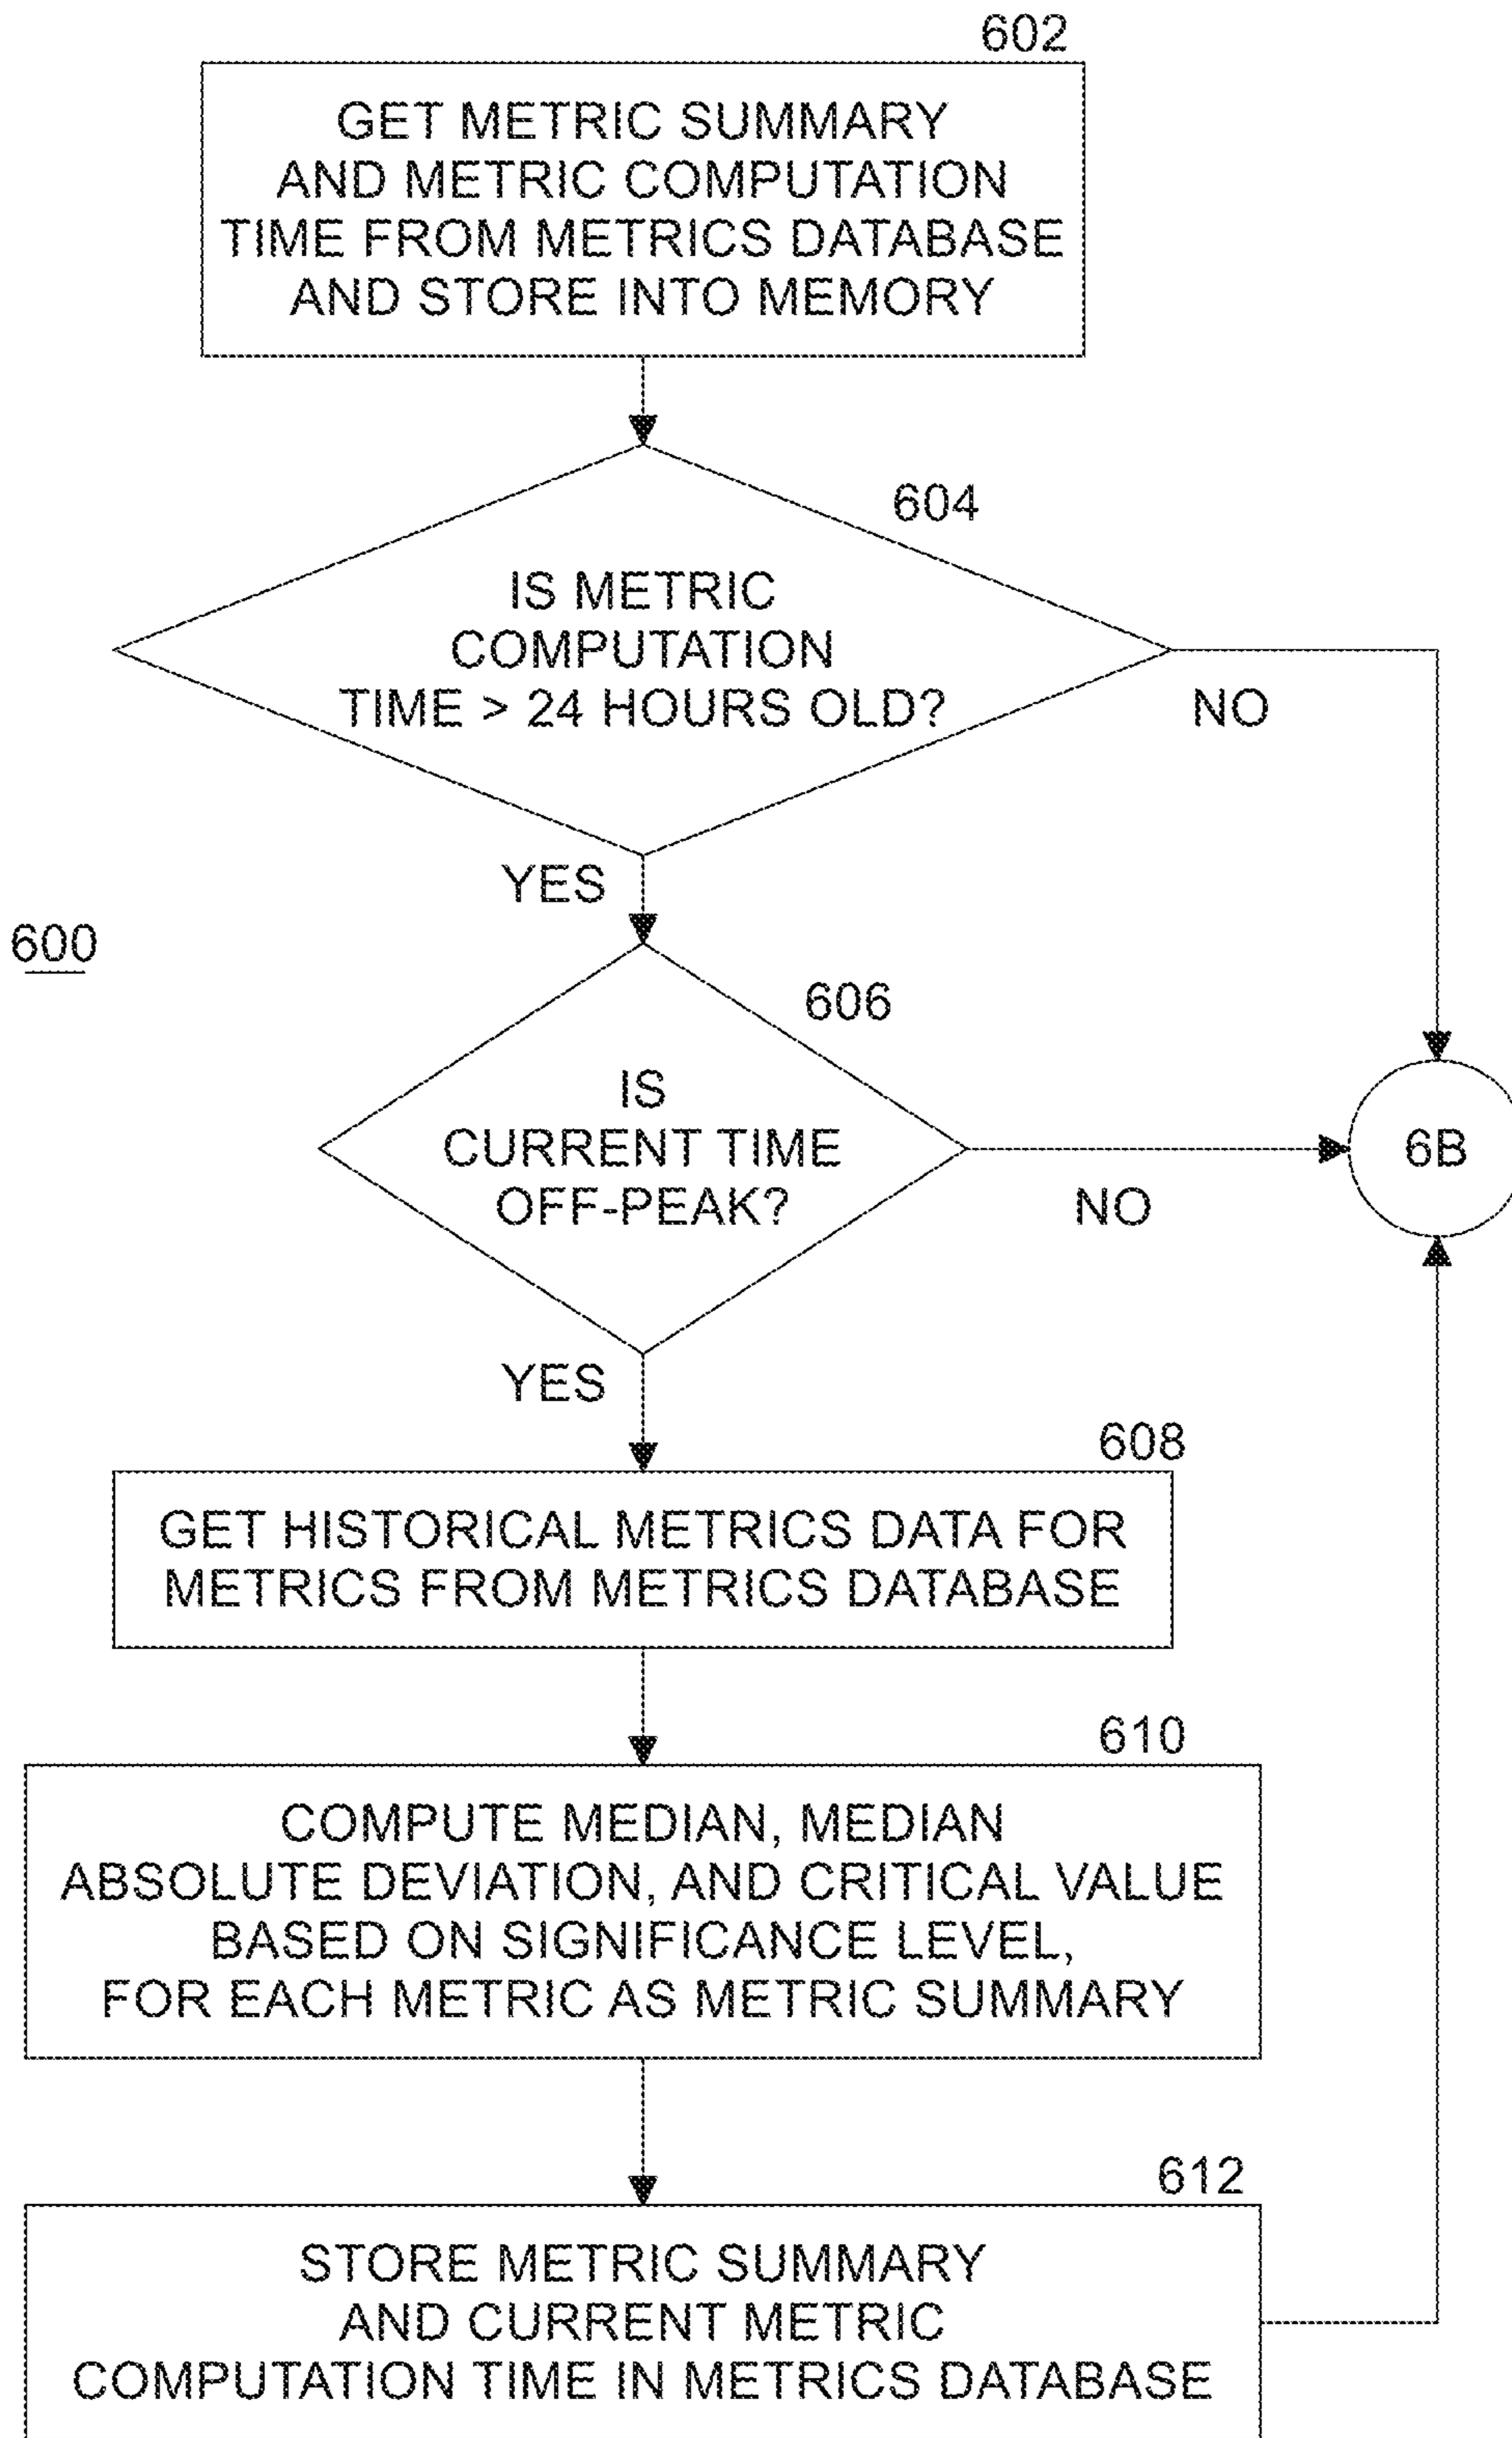 602
GET METRIC SUMMARY
AND METRIC COMPUTATION
TIME FROM METRICS DATABASE
AND STORE INTO MEMORY
604
IS METRIC
COMPUTATION
TIME > 24 HOURS OLD?
NO
YES
600
606
IS
CURRENT TIME
OFF-PEAK?
NO
6B
YES
608
GET HISTORICAL METRICS DATA FOR
METRICS FROM METRICS DATABASE
610
COMPUTE MEDIAN, MEDIAN
ABSOLUTE DEVIATION, AND CRITICAL VALUE
BASED ON SIGNIFICANCE LEVEL,
FOR EACH METRIC AS METRIC SUMMARY
612
STORE METRIC SUMMARY
AND CURRENT METRIC
COMPUTATION TIME IN METRICS DATABASE